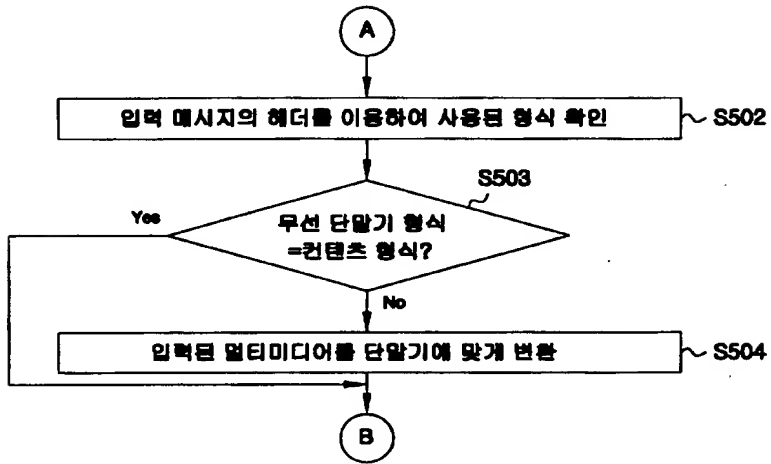 A
입력 메시지의 헤더를 이용하여 사용된 형식 확인
S502
S503
Yes
무선 단말기 형식
=컨텐츠 형식?
No
입력된 멀티미디어를 단말기에 맞게 변환
S504
B